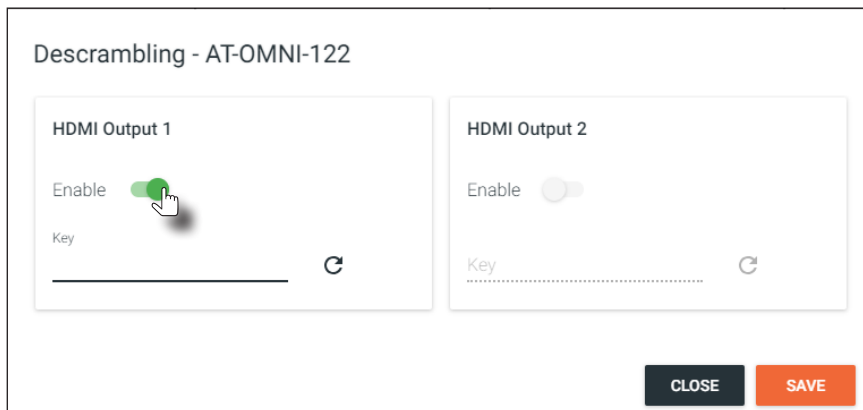 Descrambling - AT-OMNI-122
HDMI Output 1
Enable
Key
HDMI Output 2
Enable
Key
CLOSE
SAVE